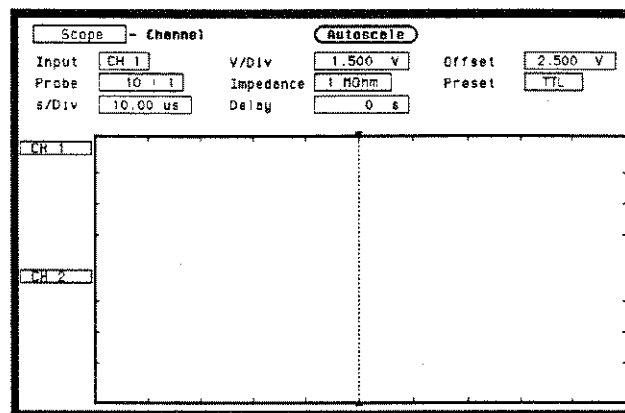 Scope - Channel Autoscale
Input CH 1 V/Div 1.500 V Offset 2.500 V
Probe 10 : 1 Impedance 1 MOhm Preset TTL
s/Div 10.00 us Delay 0 s
CH 1
CH 2